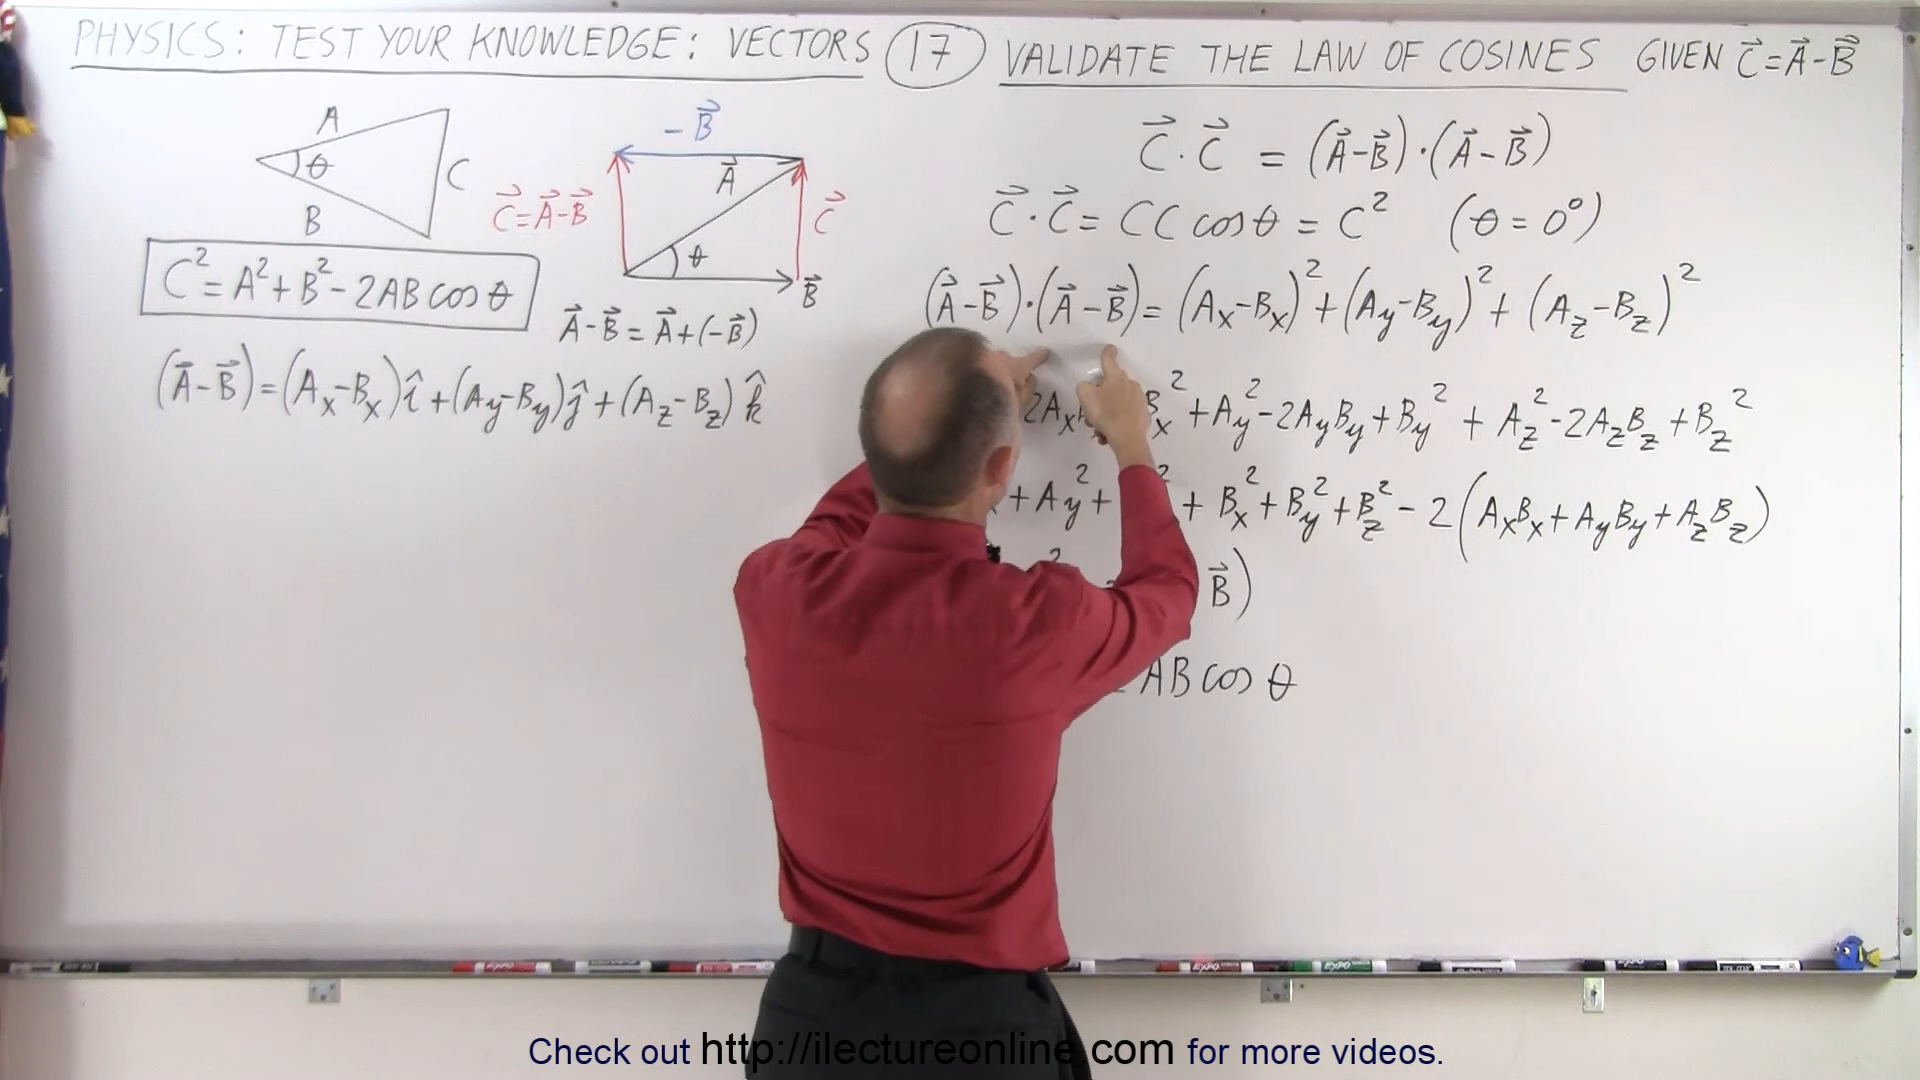 PHYSICS: TEST YOUR KNOWLEDGE: VECTORS 17 VALIDATE THE LAW OF COSINES GIVEN C⃗=A⃗-B⃗
A
θ
C
B
C²=A²+B²-2AB cos θ
-B⃗
A⃗
C⃗=A⃗-B⃗
C⃗
θ
B⃗
A⃗-B⃗=A⃗+(-B⃗)
(A⃗-B⃗)=(Aₓ-Bₓ)î+(A_y-B_y)ĵ+(A_z-B_z)k̂
C⃗·C⃗ = (A⃗-B⃗)·(A⃗-B⃗)
C⃗·C⃗= CC cos θ = C² (θ=0°)
(A⃗-B⃗)·(A⃗-B⃗)=(Aₓ-Bₓ)²+(A_y-B_y)²+(A_z-B_z)²
2Aₓ Bₓ²+A_y²-2A_yB_y+B_y² + A_z²-2A_zB_z+B_z²
+A_y²+ + Bₓ²+B_y²+B_z²-2(AₓBₓ+A_yB_y+A_zB_z)
B⃗)
AB cos θ
Check out http://ilectureonline.com for more videos.